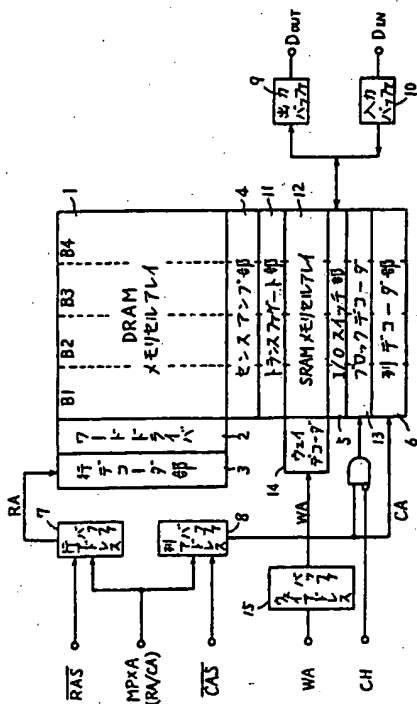 1
B1
B2
B3
B4
DRAM
メモリセルアレイ
ワードドライバ
2
行デコーダ部
3
センスアンプ部
4
トランスファゲート部
11
SRAMメモリセルアレイ
12
I/Oスイッチ部
5
ブロックデコーダ
13
列デコーダ部
6
ウェイ
デコーダ
14
RA
7
行
アドレス
バッファ
8
列
アドレス
バッファ
WA
WA
CA
15
ウェイ
アドレス
バッファ
RAS
MPXA
(RA/CA)
CAS
WA
CH
9
出力
バッファ
DOUT
入力
バッファ
10
DIN